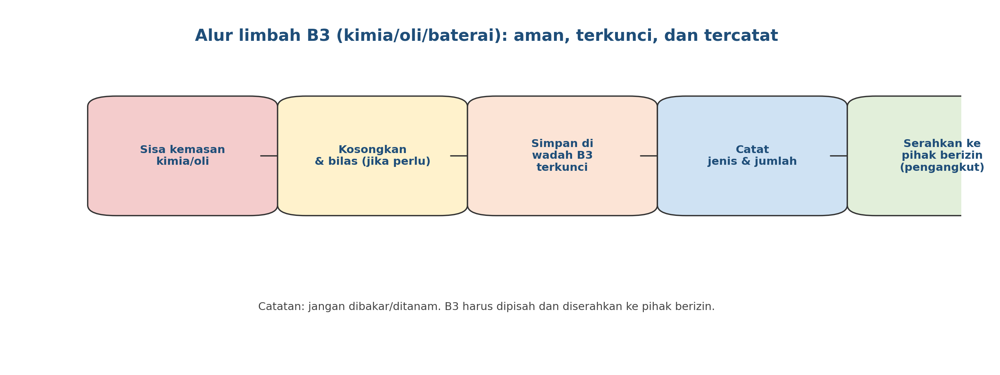 Alur limbah B3 (kimia/oli/baterai): aman, terkunci, dan tercatat
Sisa kemasan
kimia/oli
Kosongkan
& bilas (jika perlu)
Simpan di
wadah B3
terkunci
Catat
jenis & jumlah
Serahkan ke
pihak berizin
(pengangkut)
Catatan: jangan dibakar/ditanam. B3 harus dipisah dan diserahkan ke pihak berizin.